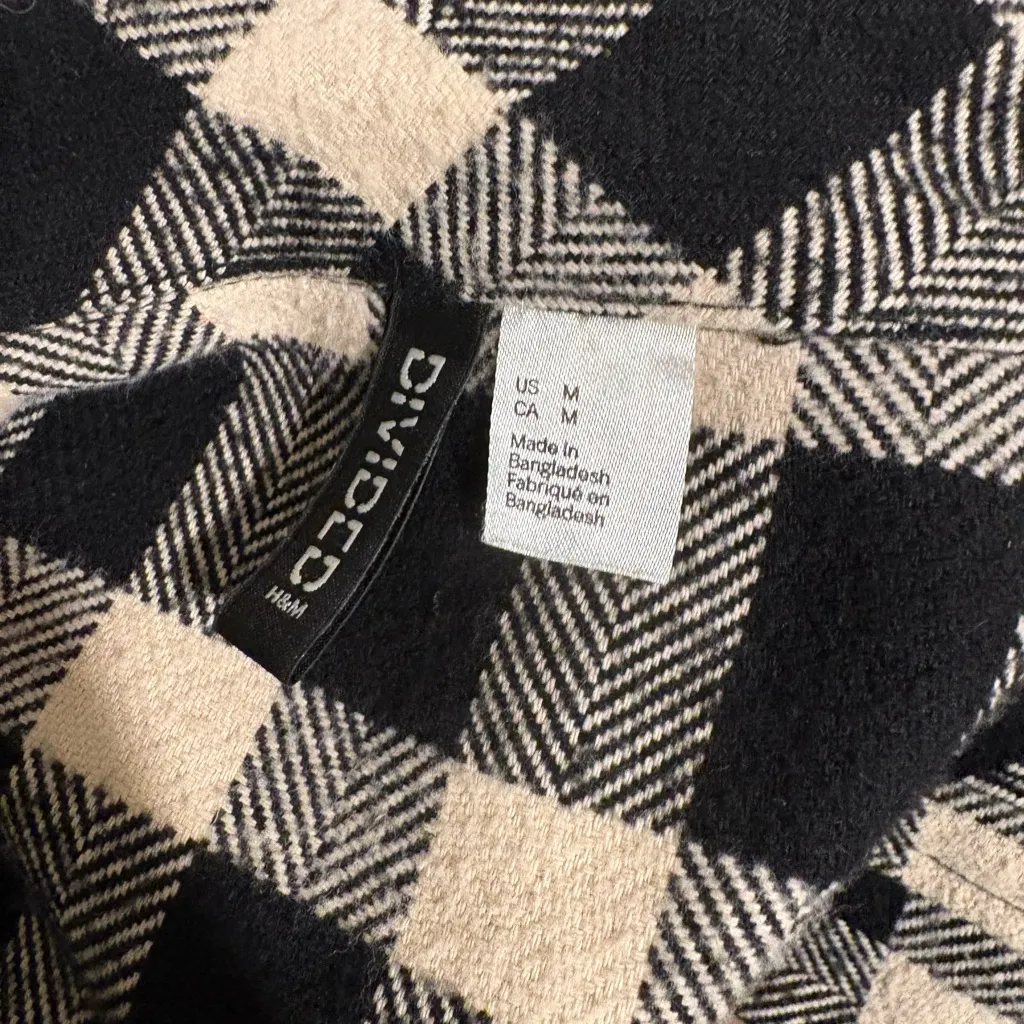 DIVIDED
H&M
US M
CA M
Made in
Bangladesh
Fabriqué en
Bangladesh